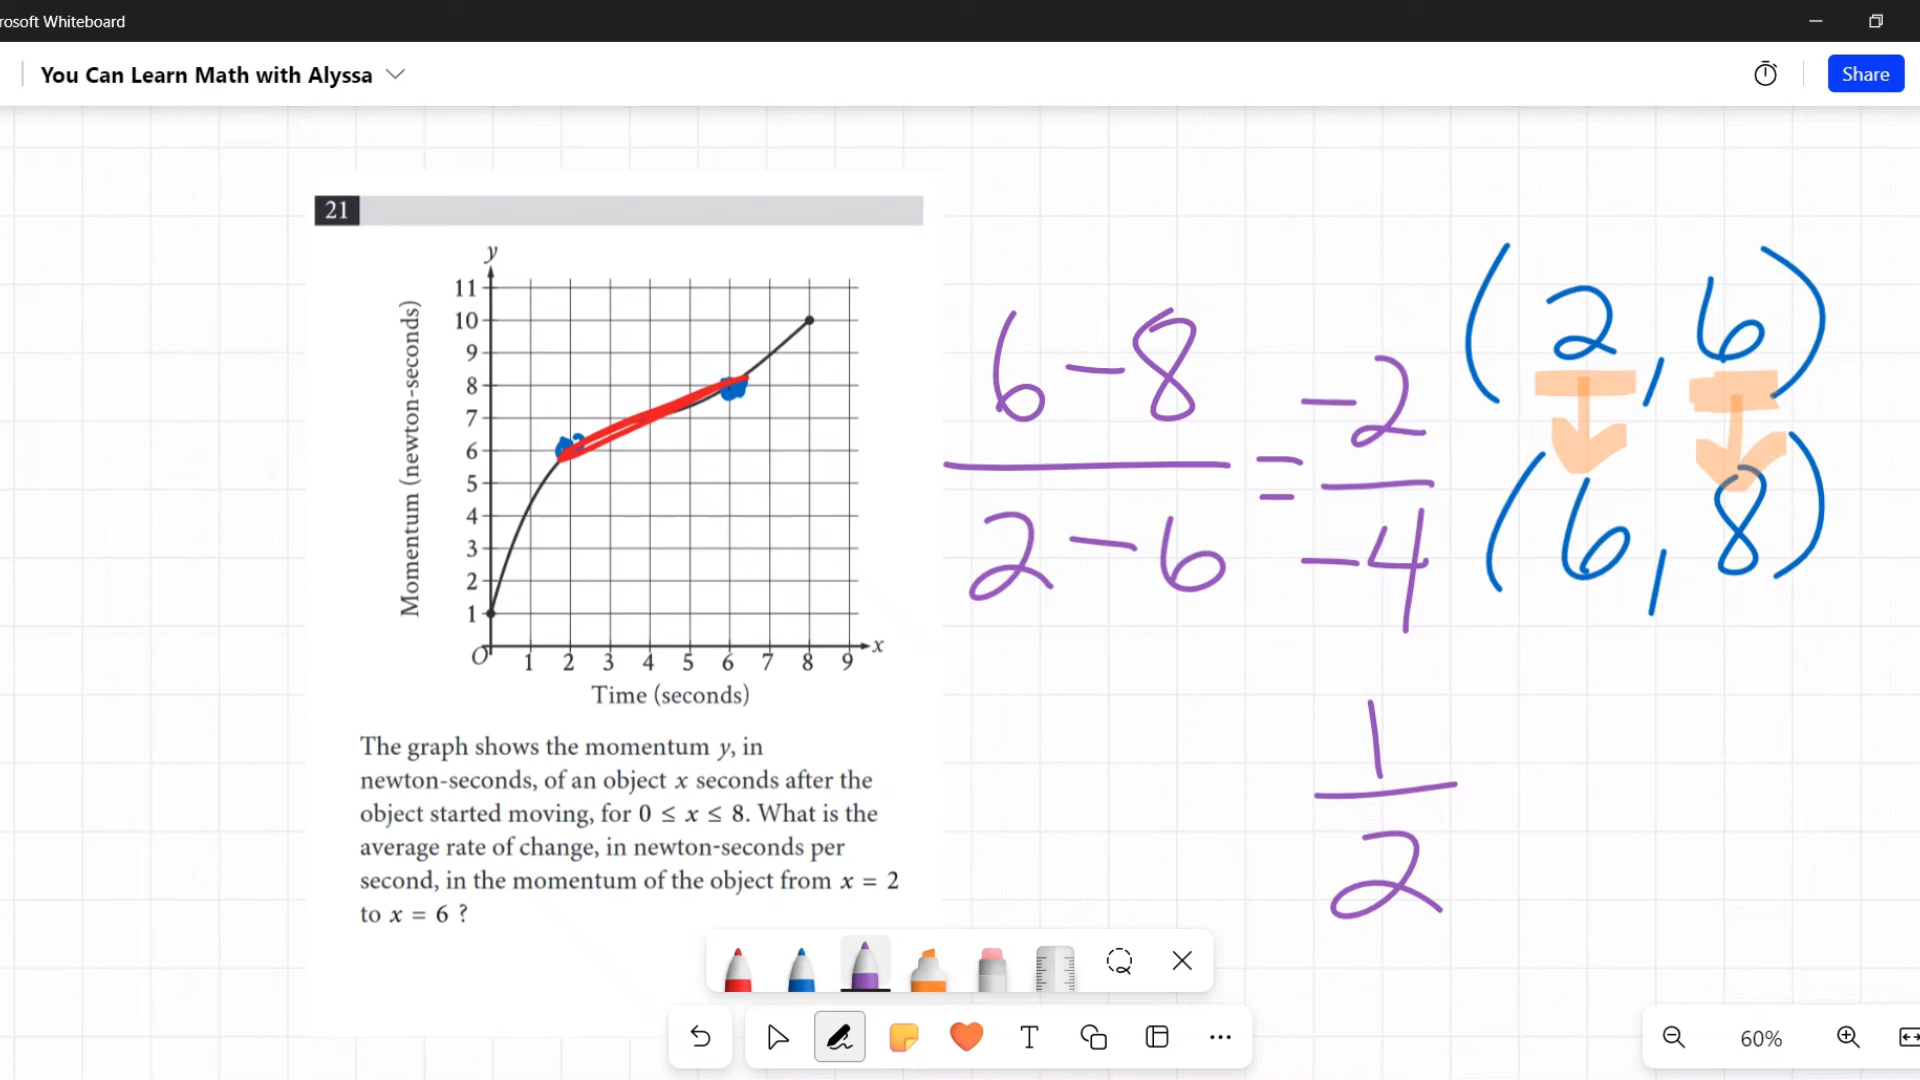 rosoft Whiteboard
You Can Learn Math with Alyssa
Share
21
y
11
10
9
8
7
6
5
4
3
2
1
O
1 2 3 4 5 6 7 8 9
x
Momentum (newton-seconds)
Time (seconds)
The graph shows the momentum y, in
newton-seconds, of an object x seconds after the
object started moving, for 0 ≤ x ≤ 8. What is the
average rate of change, in newton-seconds per
second, in the momentum of the object from x = 2
to x = 6 ?
6-8
2-6
=
-2
-4
1
2
(2,6)
(6,8)
T
60%